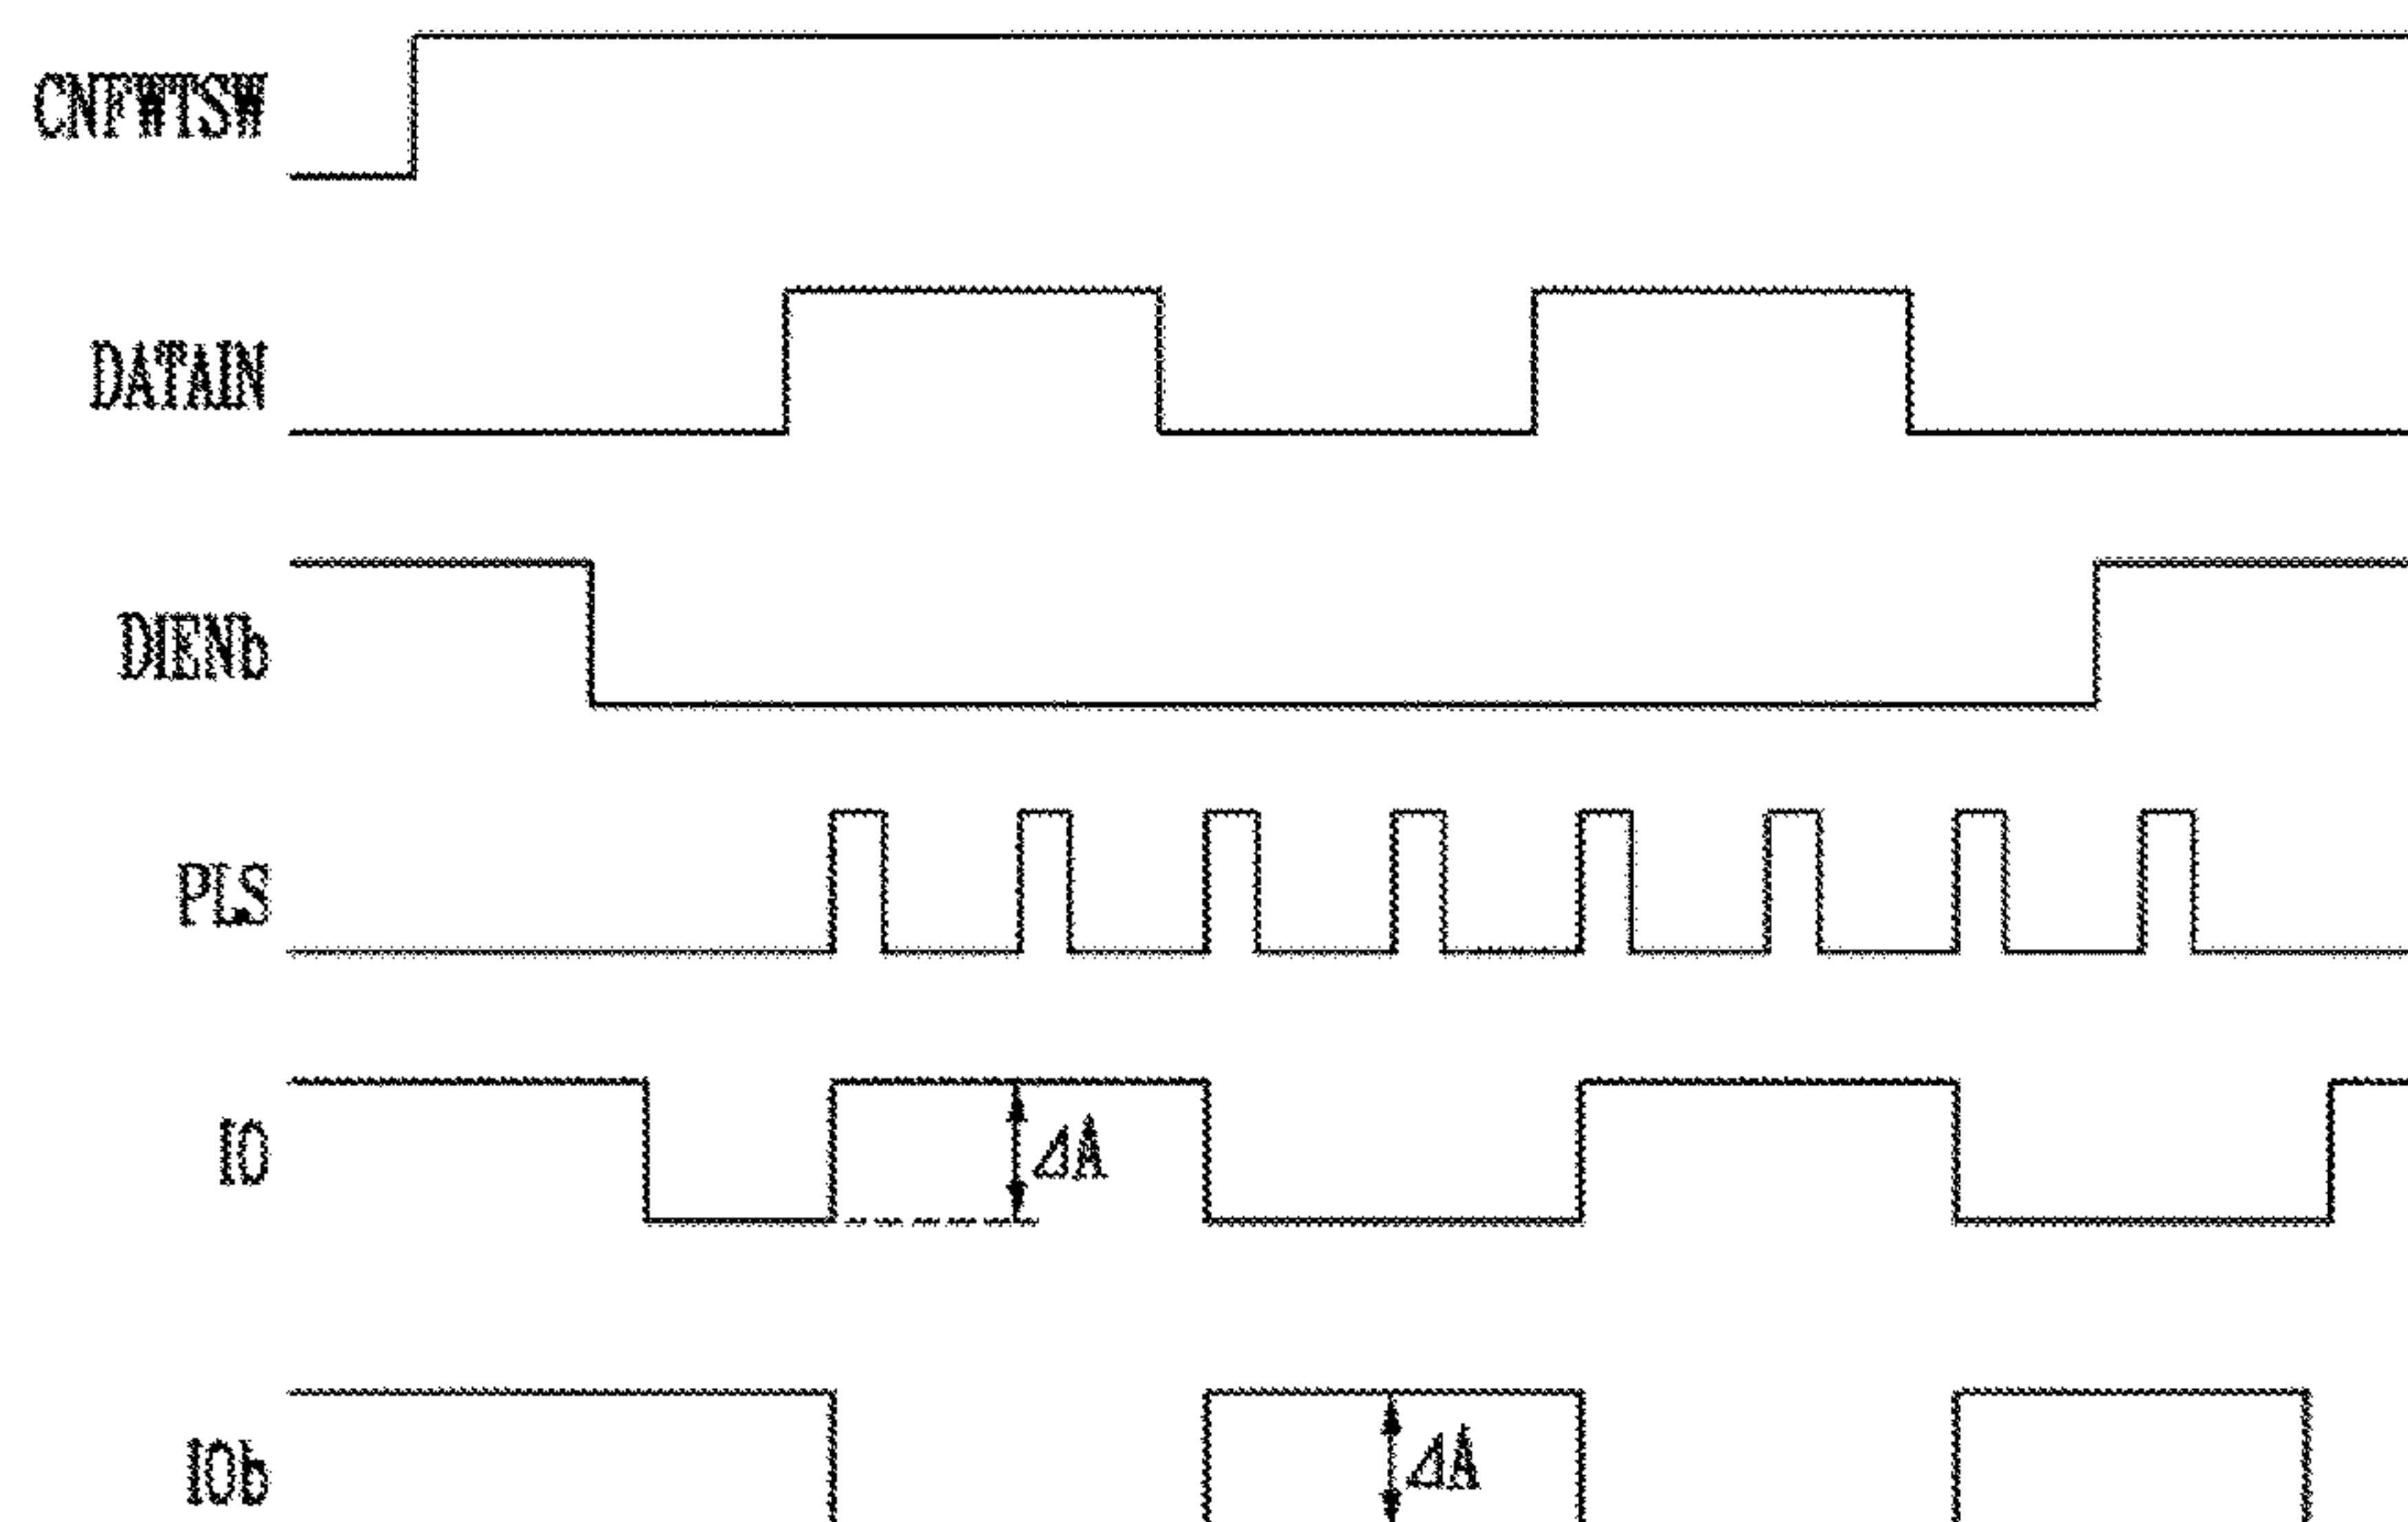 CNFWTSW
DATAIN
DIENb
PLS
IO
ΔA
IOb
ΔA